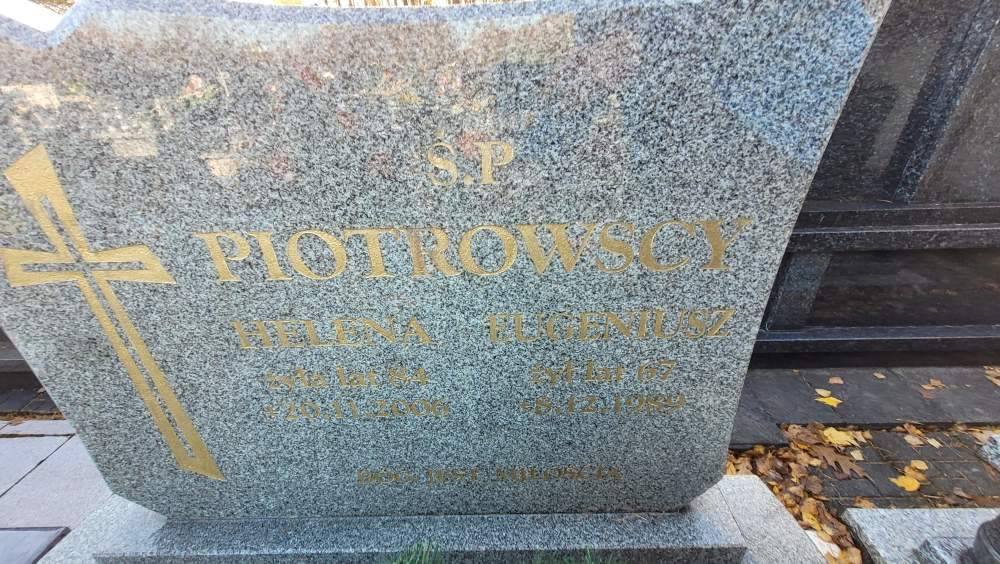 Ś.P
PIOTROWSCY
HELENA EUGENIUSZ
żyła lat 84 żył lat 67
+20.11.2006 +8.12.1989
BÓG JEST MIŁOŚCIĄ